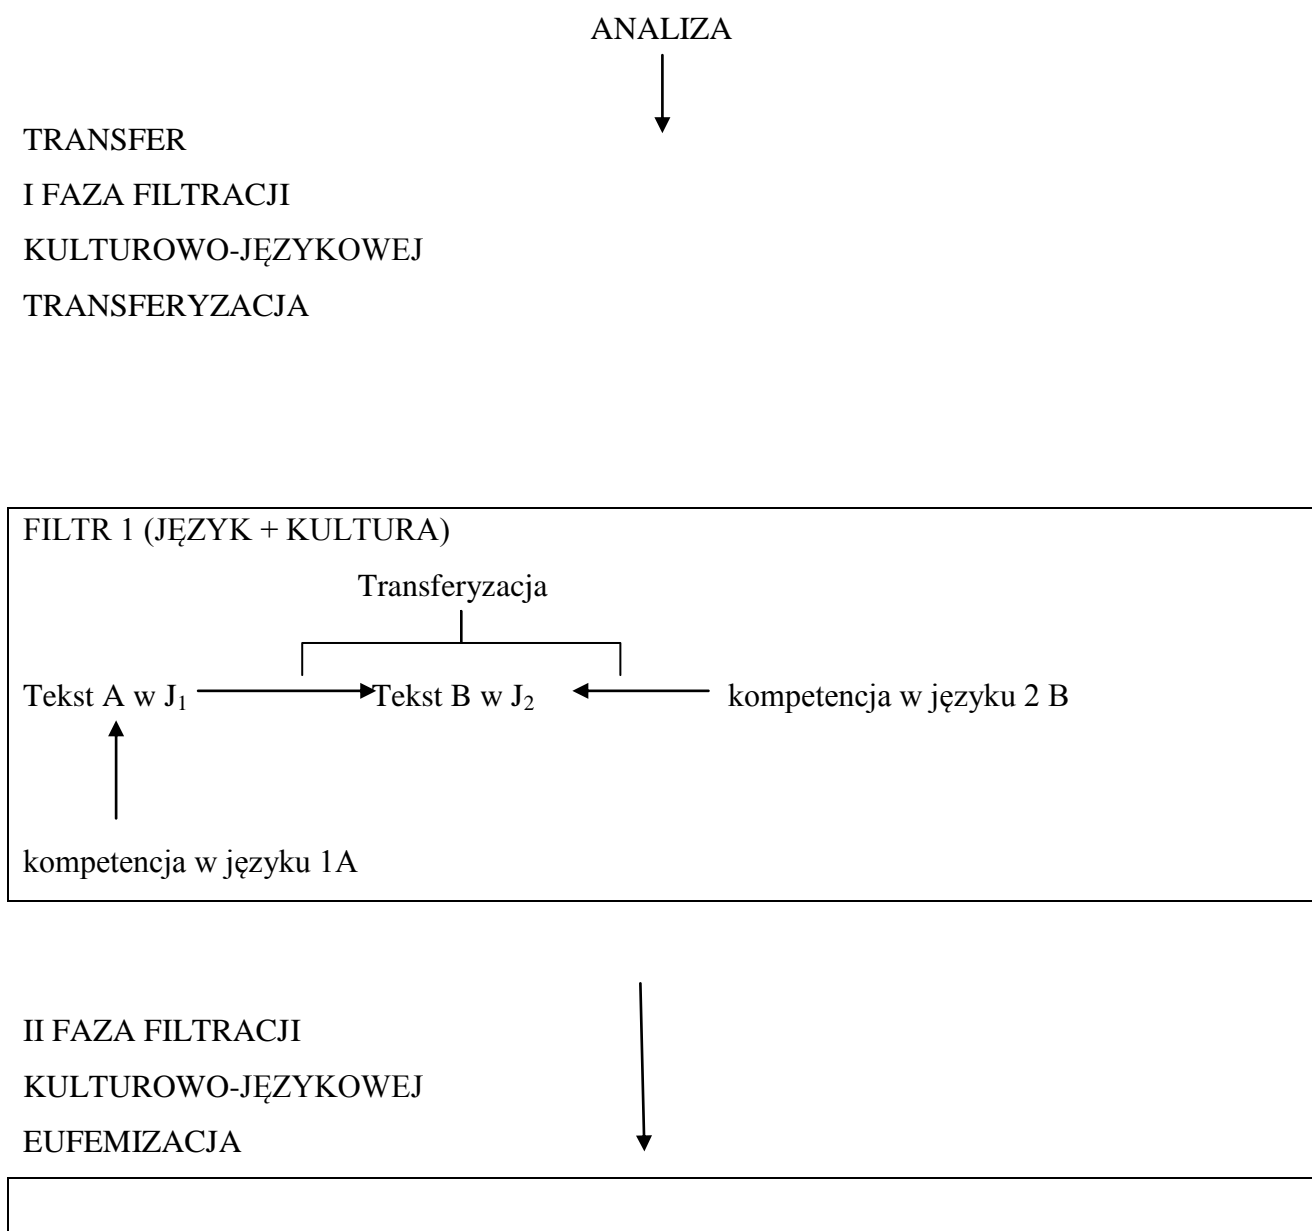 ANALIZA
TRANSFER
I FAZA FILTRACJI
KULTUROWO-JĘZYKOWEJ
TRANSFERYZACJA
FILTR 1 (JĘZYK + KULTURA)
Transferyzacja
Tekst A w J₁ Tekst B w J₂ kompetencja w języku 2 B
kompetencja w języku 1A
II FAZA FILTRACJI
KULTUROWO-JĘZYKOWEJ
EUFEMIZACJA